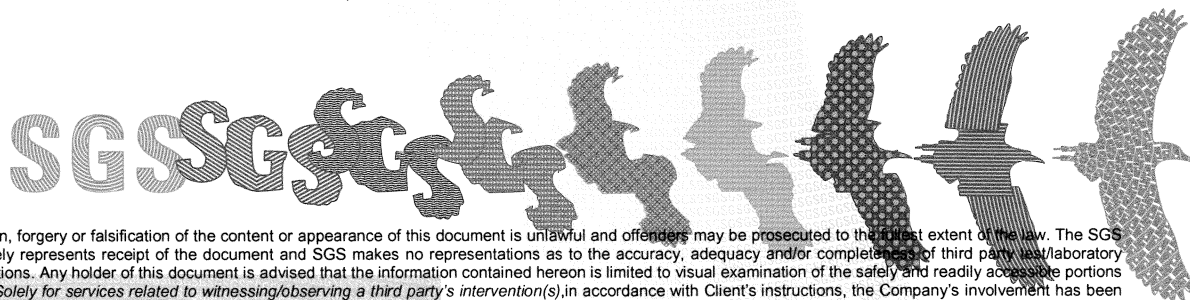 SGS SGS SGS
n, forgery or falsification of the content or appearance of this document is unlawful and offenders may be prosecuted to the fullest extent of the law. The SGS
ely represents receipt of the document and SGS makes no representations as to the accuracy, adequacy and/or completeness of third party test/laboratory
tions. Any holder of this document is advised that the information contained hereon is limited to visual examination of the safely and readily accessible portions
Solely for services related to witnessing/observing a third party's intervention(s),in accordance with Client's instructions, the Company's involvement has been